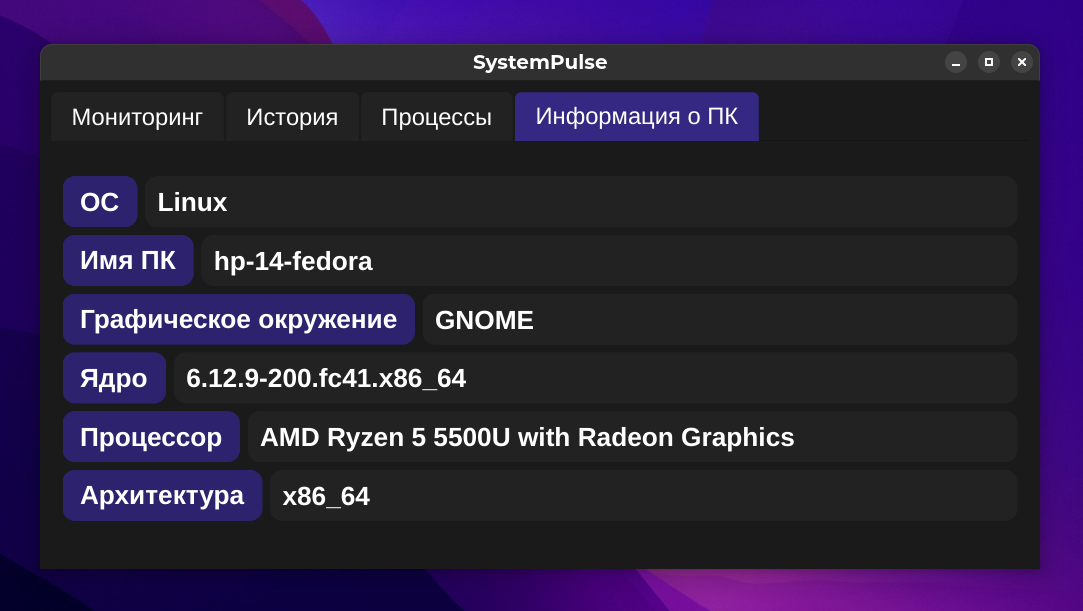 SystemPulse
Мониторинг История Процессы Информация о ПК
ОС Linux
Имя ПК hp-14-fedora
Графическое окружение GNOME
Ядро 6.12.9-200.fc41.x86_64
Процессор AMD Ryzen 5 5500U with Radeon Graphics
Архитектура x86_64